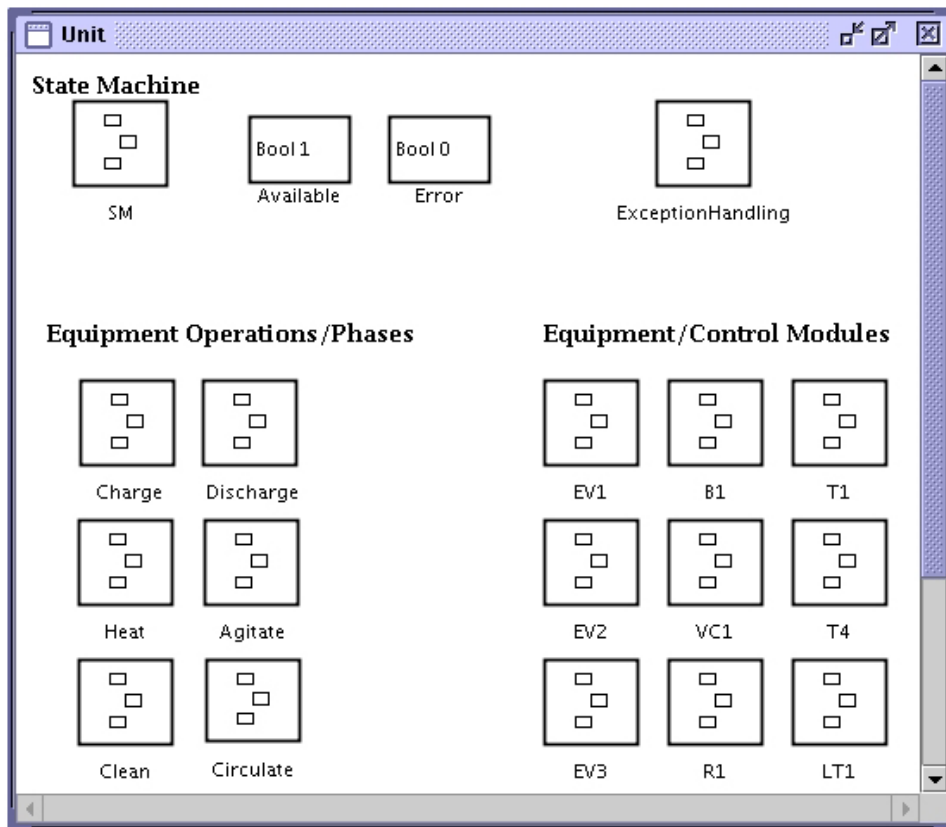 Unit
State Machine
Bool 1 Bool 0
Available Error
SM ExceptionHandling
Equipment Operations/Phases Equipment/Control Modules
Charge Discharge EV1 B1 T1
Heat Agitate EV2 VC1 T4
Clean Circulate EV3 R1 LT1